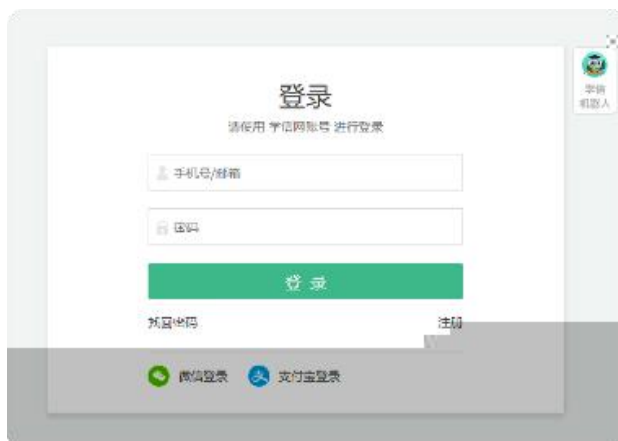 登录
请使用 学信网账号 进行登录
学信
机器人
手机号/邮箱
密码
登 录
找回密码
注册
微信登录
支付宝登录